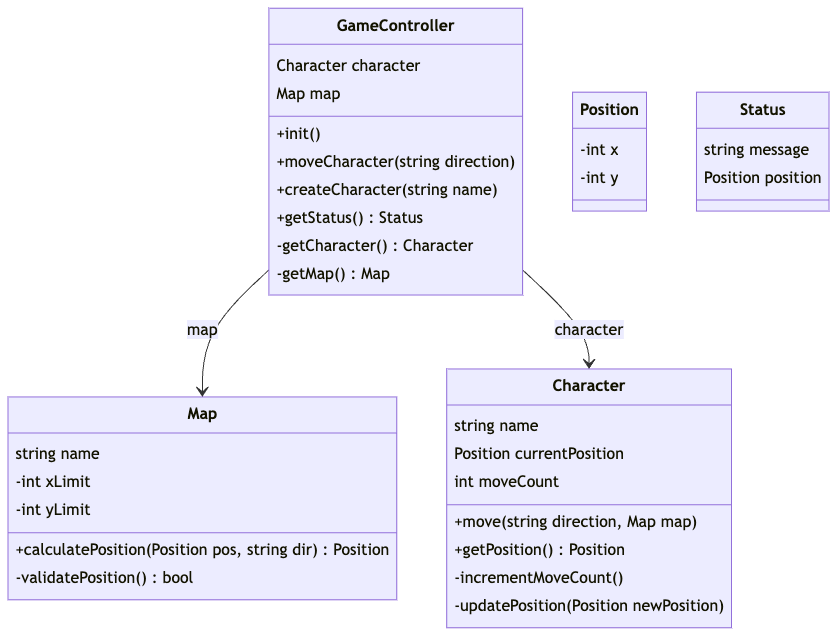 GameController
Character character
Map map
+init()
+moveCharacter(string direction)
+createCharacter(string name)
+getStatus() : Status
-getCharacter() : Character
-getMap() : Map
Position
-int x
-int y
Status
string message
Position position
map
character
Map
string name
-int xLimit
-int yLimit
+calculatePosition(Position pos, string dir) : Position
-validatePosition() : bool
Character
string name
Position currentPosition
int moveCount
+move(string direction, Map map)
+getPosition() : Position
-incrementMoveCount()
-updatePosition(Position newPosition)